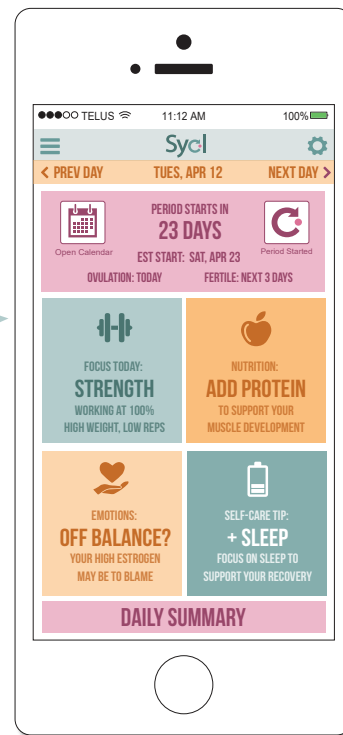 TELUS 11:12 AM 100%
Sycl
< PREV DAY TUES, APR 12 NEXT DAY >
PERIOD STARTS IN
23 DAYS
Open Calendar
Period Started
EST START: SAT, APR 23
OVULATION: TODAY FERTILE: NEXT 3 DAYS
FOCUS TODAY:
STRENGTH
WORKING AT 100%
HIGH WEIGHT, LOW REPS
NUTRITION:
ADD PROTEIN
TO SUPPORT YOUR
MUSCLE DEVELOPMENT
EMOTIONS:
OFF BALANCE?
YOUR HIGH ESTROGEN
MAY BE TO BLAME
SELF-CARE TIP:
+ SLEEP
FOCUS ON SLEEP TO
SUPPORT YOUR RECOVERY
DAILY SUMMARY